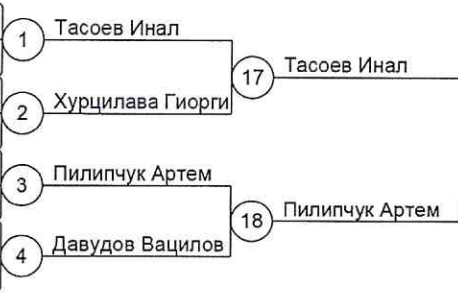 1 Тасоев Инал
17 Тасоев Инал
2 Хурцилава Гиорги
3 Пилипчук Артем
18 Пилипчук Артем
4 Давудов Вацилов